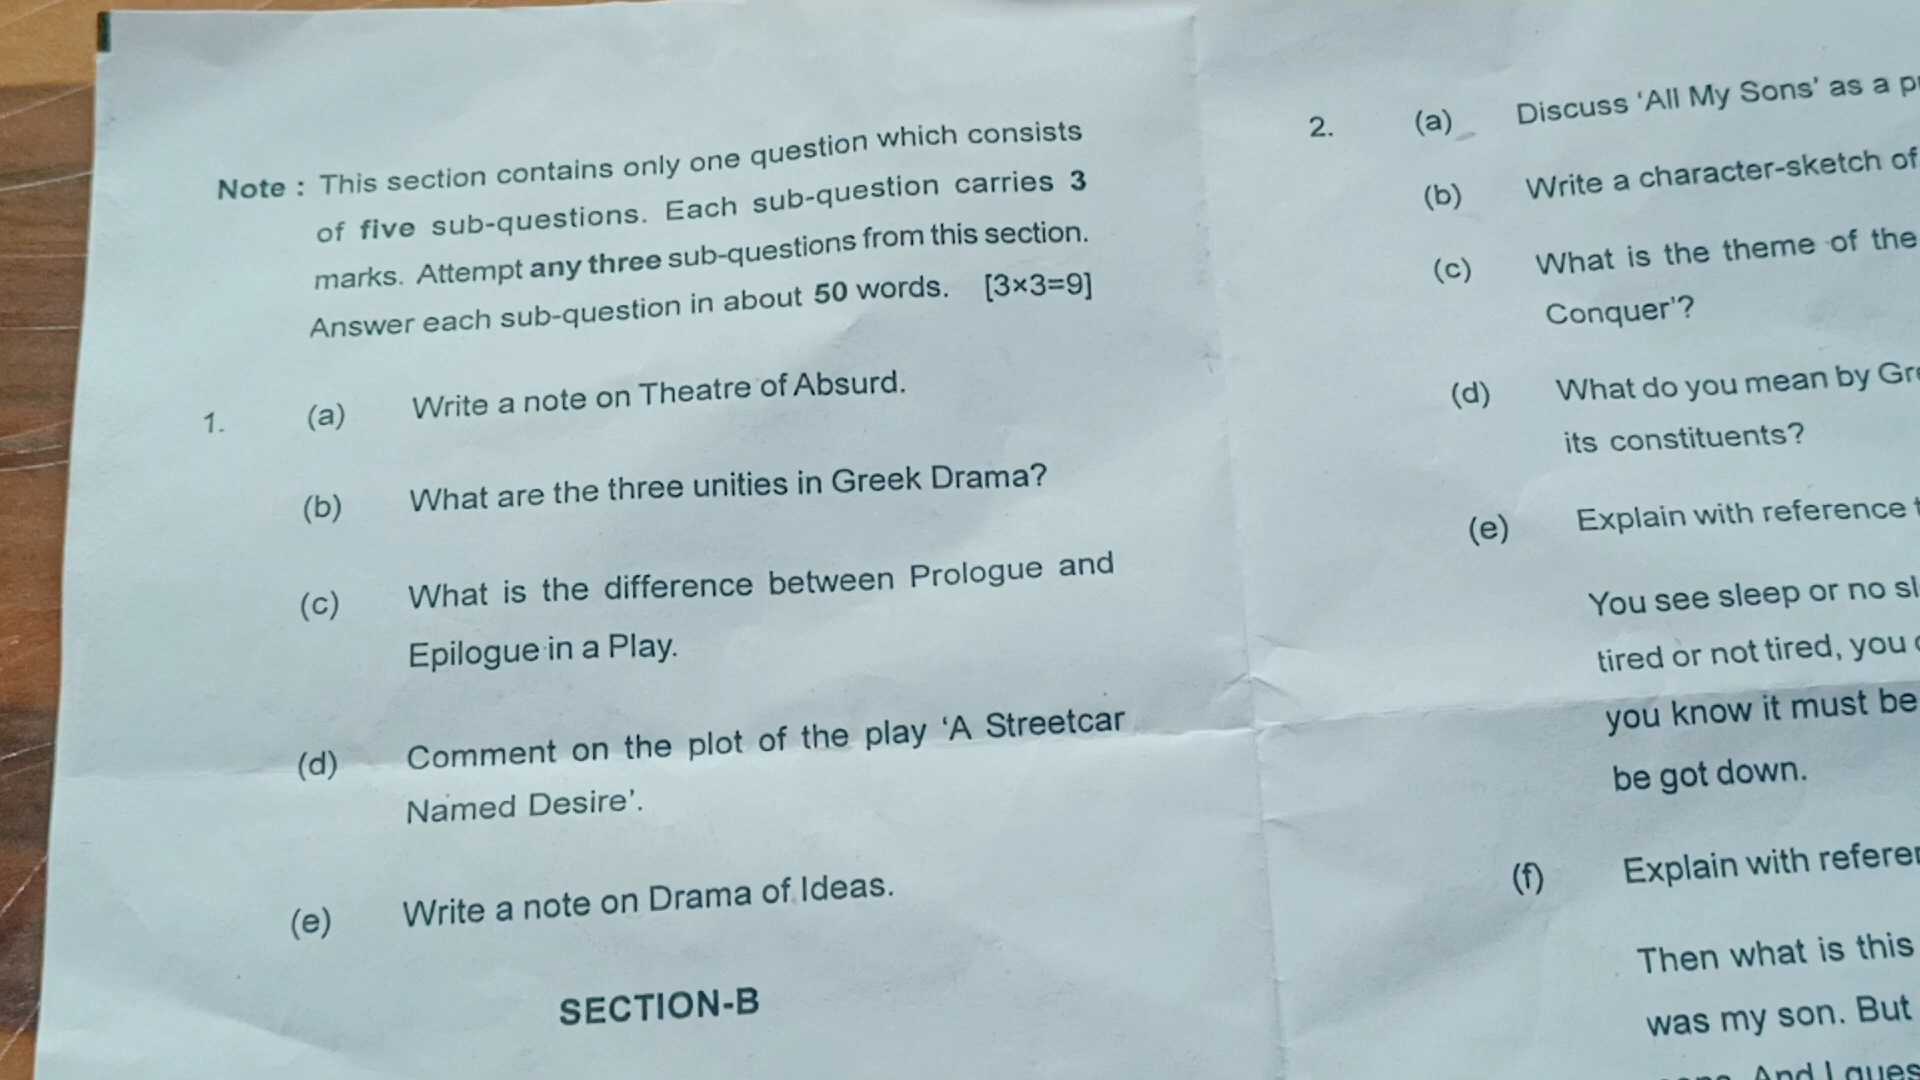 Note : This section contains only one question which consists
of five sub-questions. Each sub-question carries 3
marks. Attempt any three sub-questions from this section.
Answer each sub-question in about 50 words. [3×3=9]
1. (a) Write a note on Theatre of Absurd.
(b) What are the three unities in Greek Drama?
(c) What is the difference between Prologue and
Epilogue in a Play.
(d) Comment on the plot of the play 'A Streetcar
Named Desire'.
(e) Write a note on Drama of Ideas.
SECTION-B
2. (a) Discuss 'All My Sons' as a
(b) Write a character-sketch of
(c) What is the theme of the
Conquer'?
(d) What do you mean by
its constituents?
(e) Explain with reference
You see sleep or no
tired or not tired, you
you know it must be
be got down.
(f) Explain with
Then what is this
was my son. But
And I